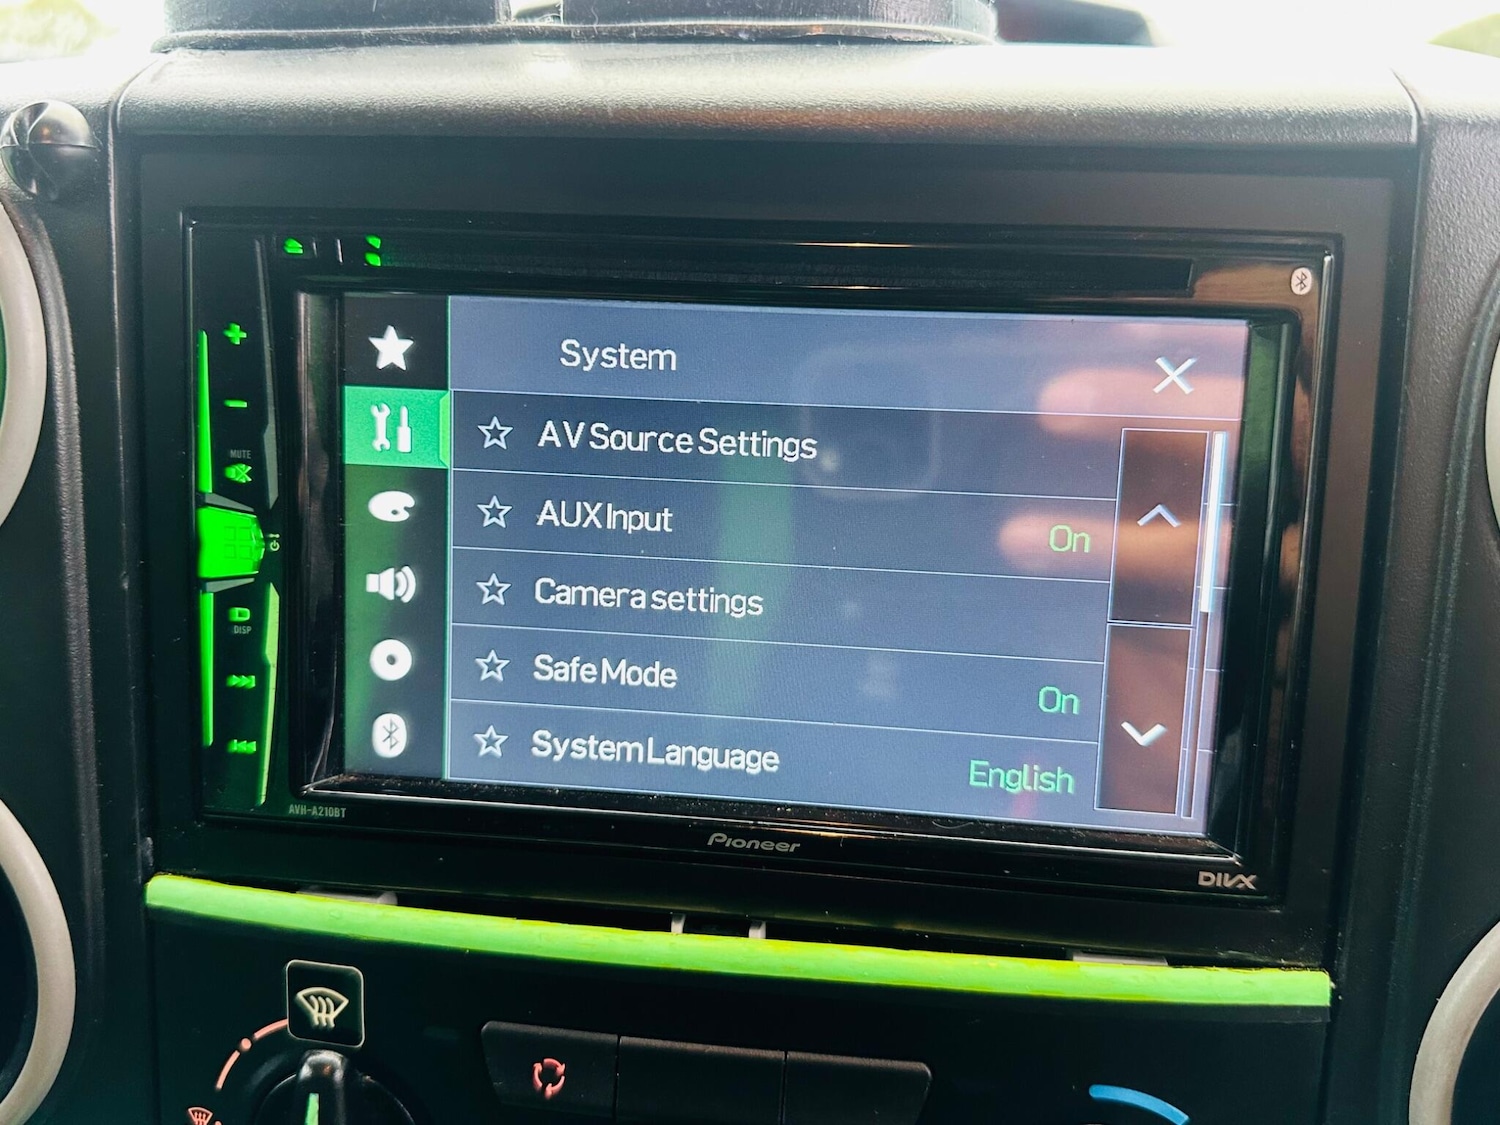 System
AV Source Settings
AUX Input
On
Camera settings
Safe Mode
On
System Language
English
MUTE
DISP
AVH-A210BT
Pioneer
DIVX